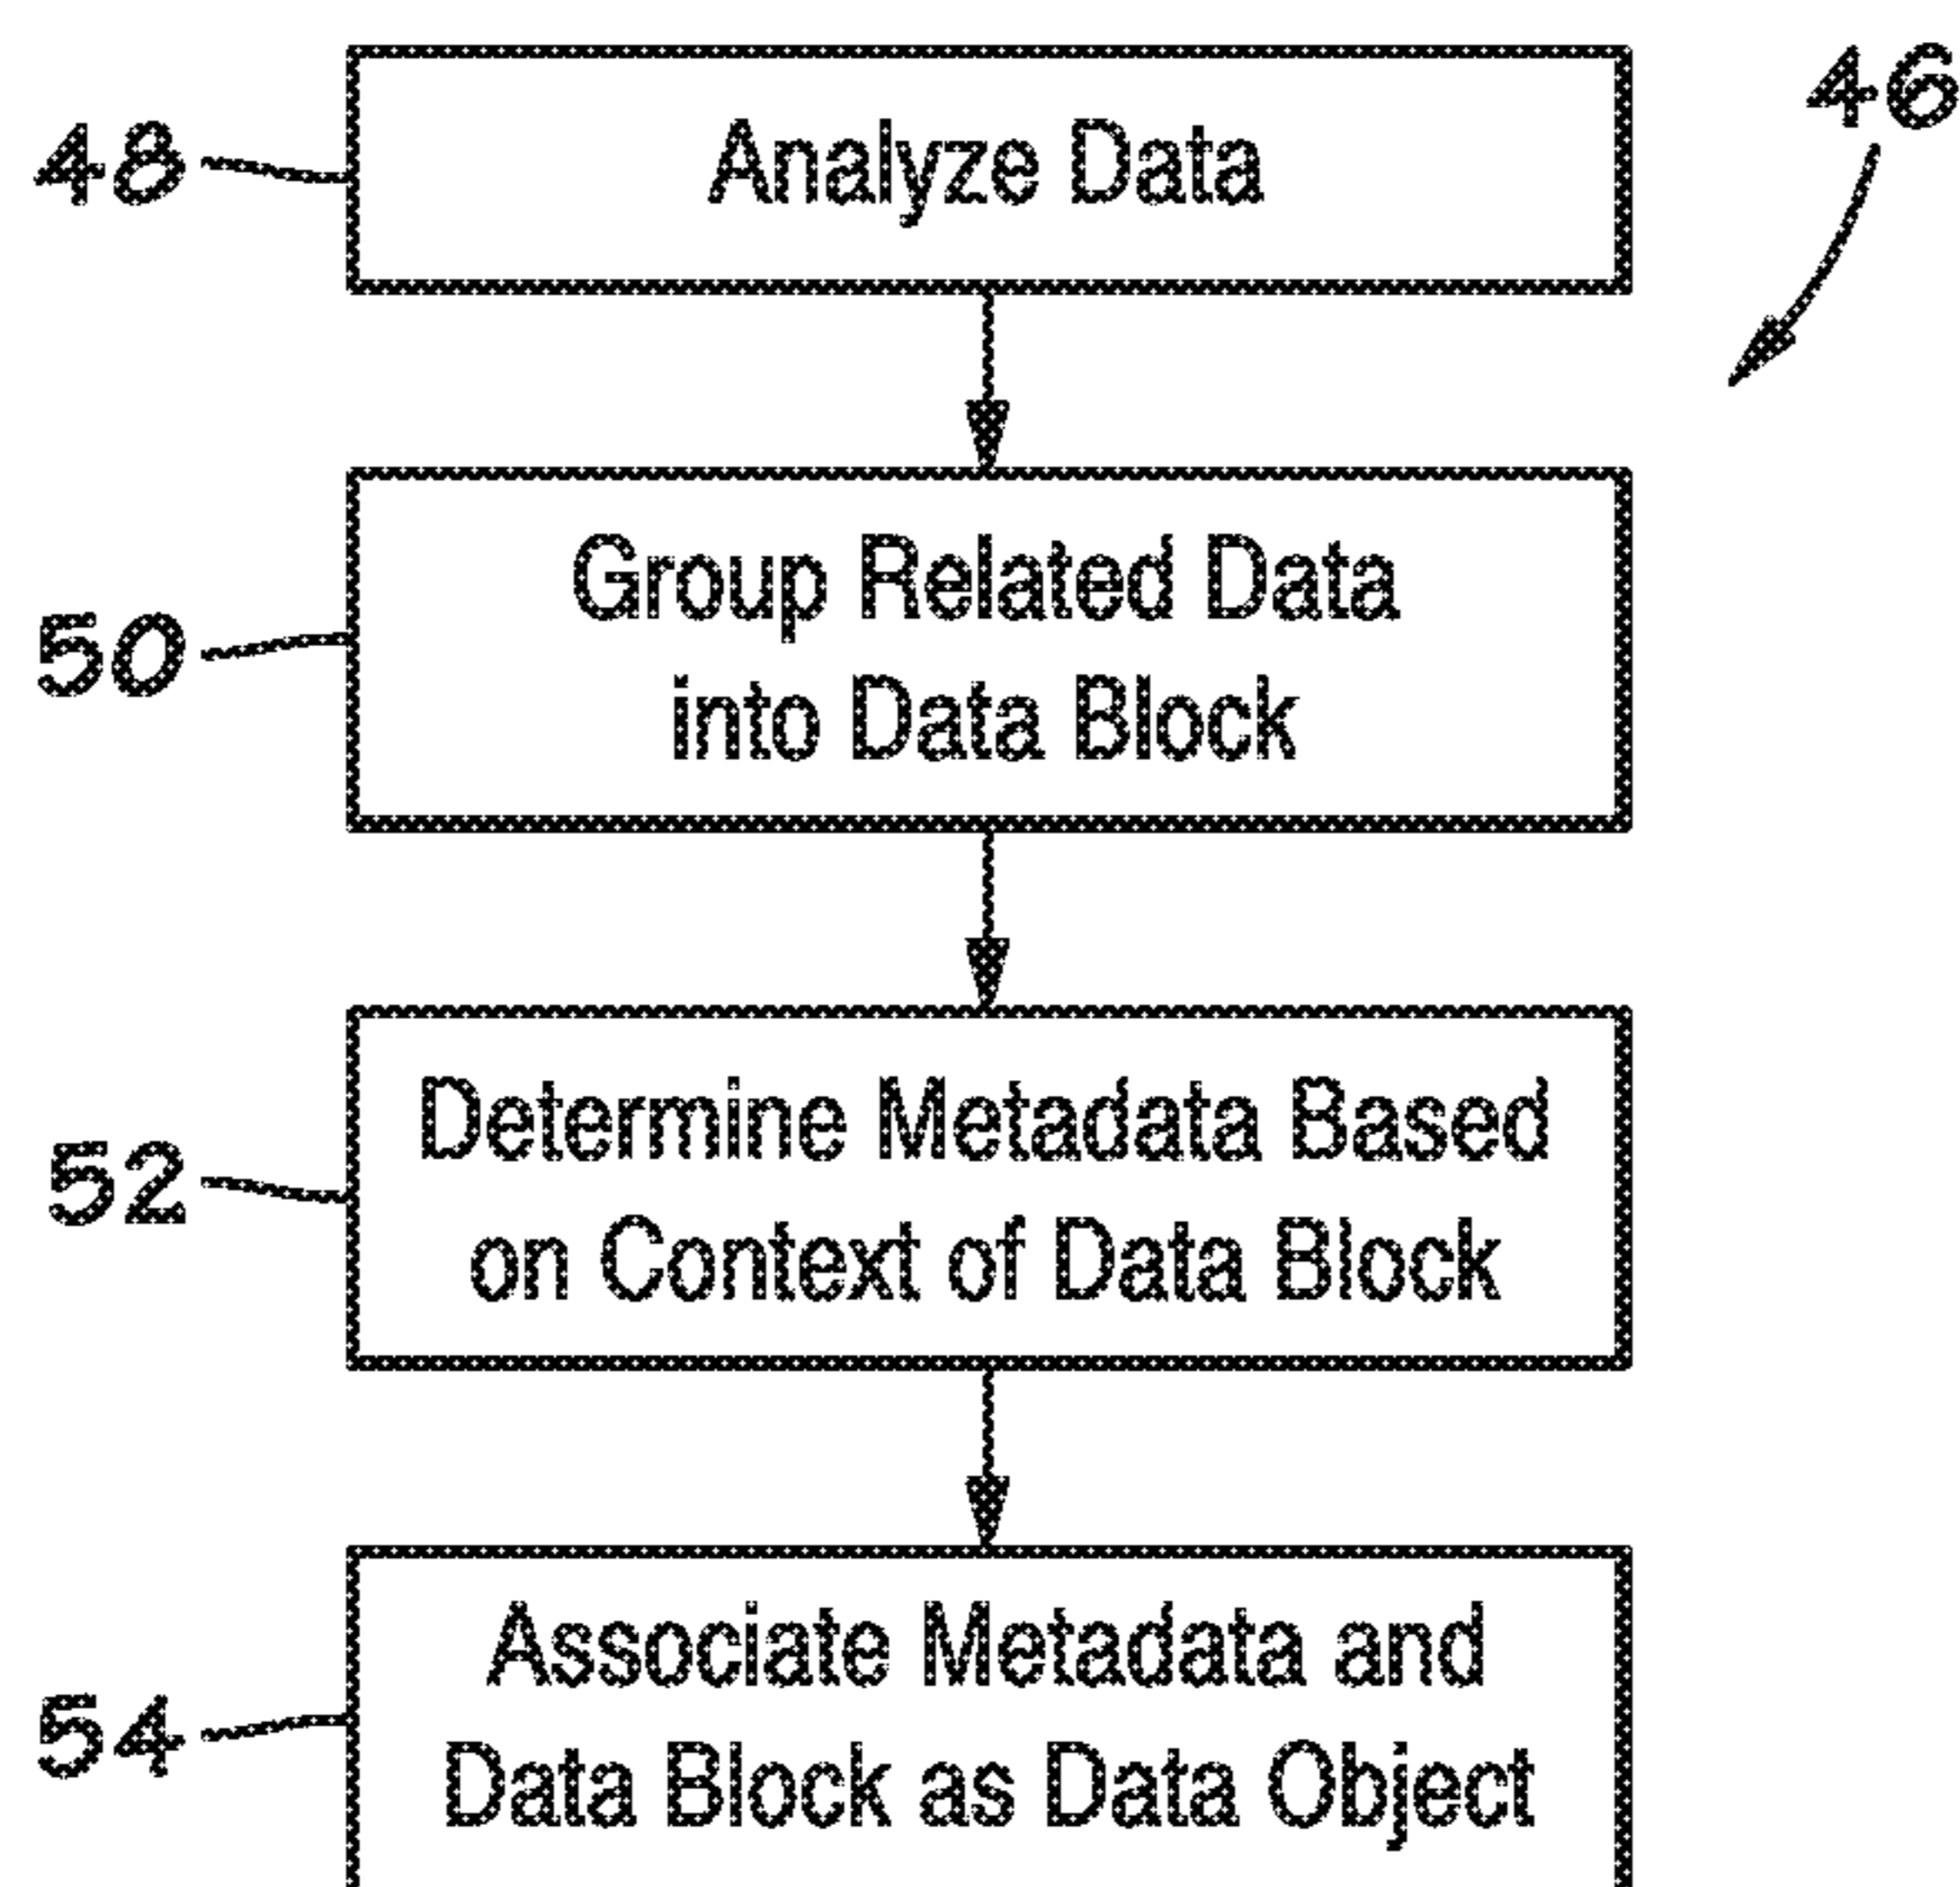 46
48
Analyze Data
50
Group Related Data
into Data Block
52
Determine Metadata Based
on Context of Data Block
54
Associate Metadata and
Data Block as Data Object